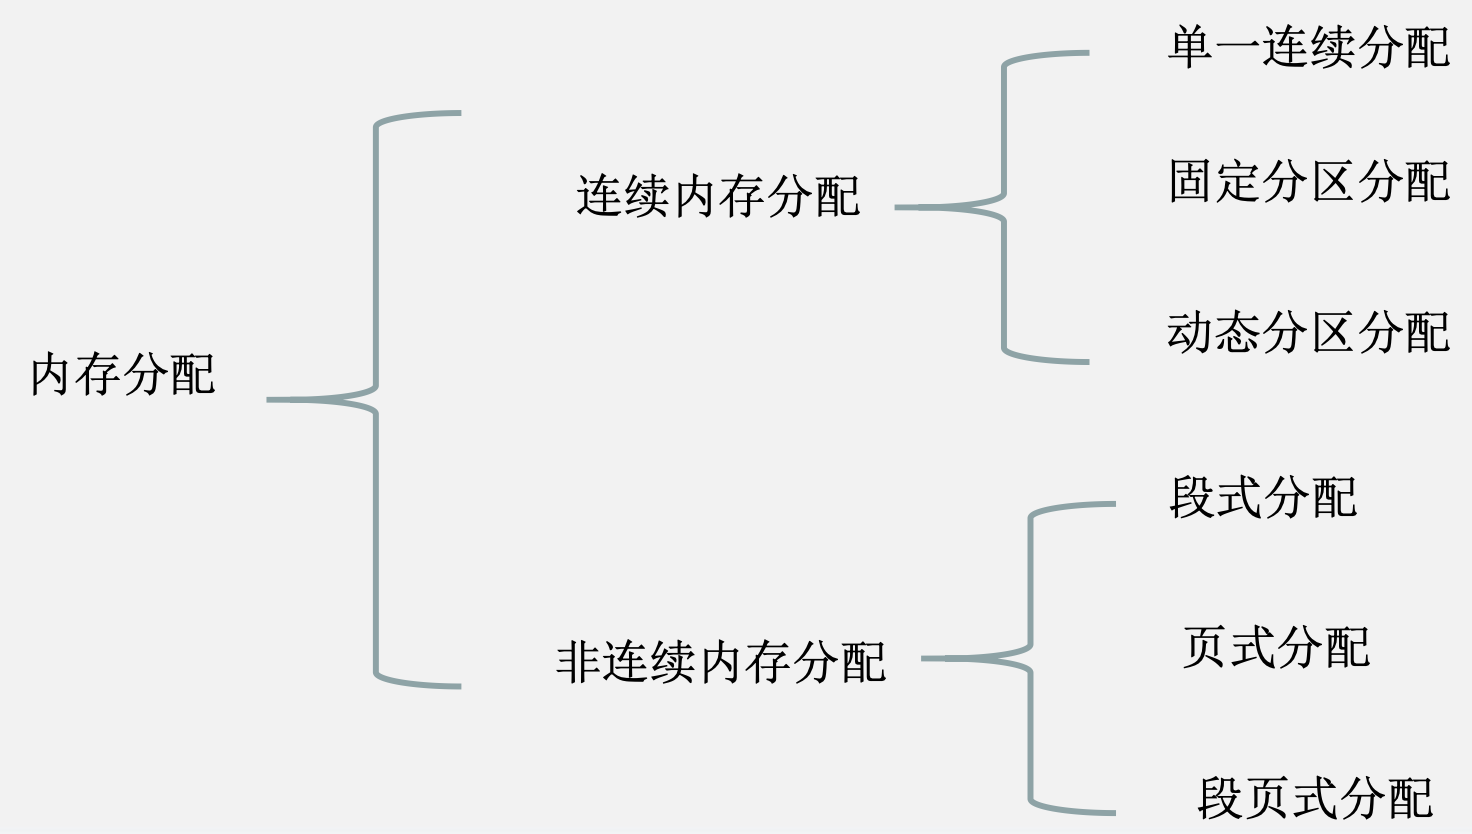 内存分配
连续内存分配
单一连续分配
固定分区分配
动态分区分配
非连续内存分配
段式分配
页式分配
段页式分配